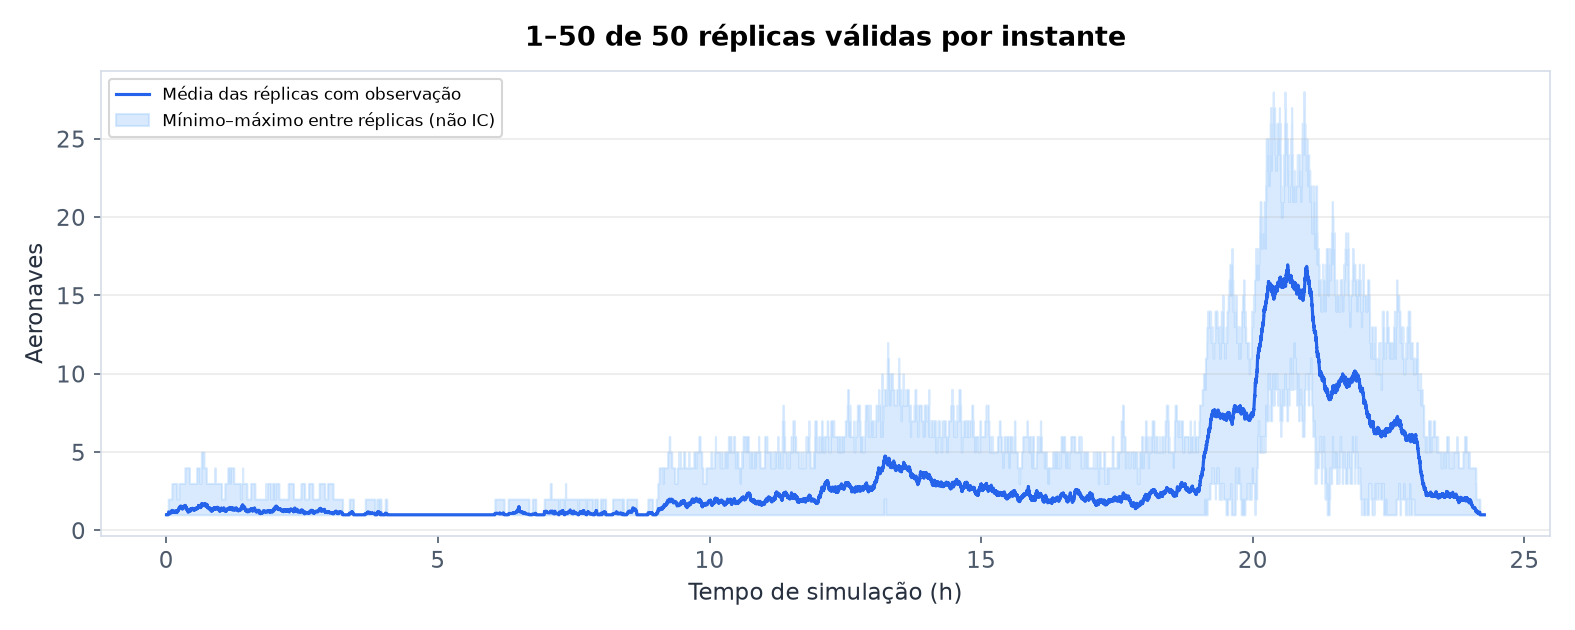 1–50 de 50 réplicas válidas por instante
Média das réplicas com observação
Mínimo–máximo entre réplicas (não IC)
Aeronaves
25
20
15
10
5
0
0 5 10 15 20 25
Tempo de simulação (h)